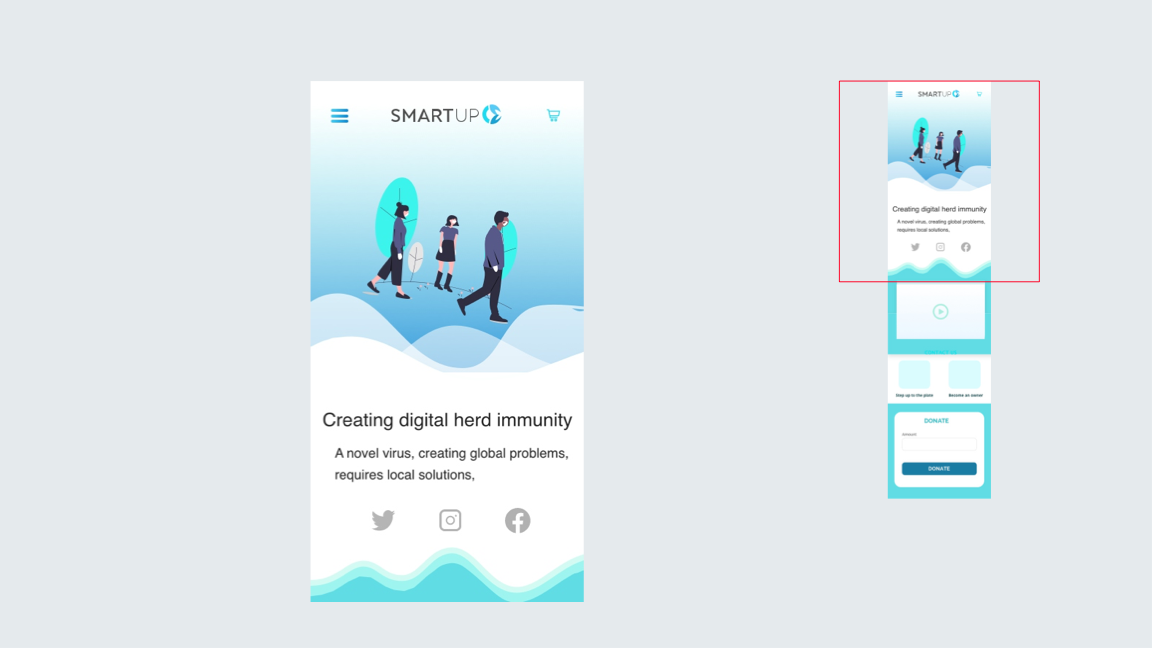 SMARTUP
Creating digital herd immunity
A novel virus, creating global problems,
requires local solutions,
SMARTUP
Creating digital herd immunity
A novel virus, creating global problems,
requires local solutions,
CONTACT US
Step up to the plate
Become an owner
DONATE
Amount
DONATE